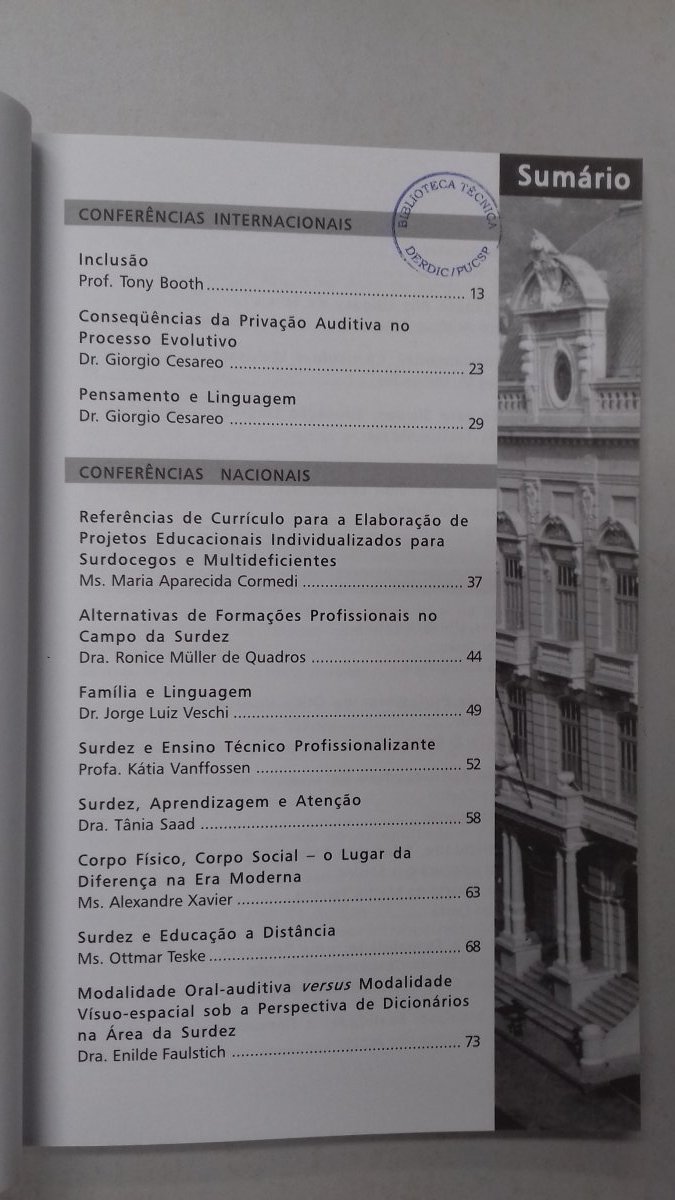 Sumário
BIBLIOTECA TÉCNICA
DERDIC/PUCSP
CONFERÊNCIAS INTERNACIONAIS
Inclusão
Prof. Tony Booth .......... 13
Conseqüências da Privação Auditiva no
Processo Evolutivo
Dr. Giorgio Cesareo .......... 23
Pensamento e Linguagem
Dr. Giorgio Cesareo .......... 29
CONFERÊNCIAS NACIONAIS
Referências de Currículo para a Elaboração de
Projetos Educacionais Individualizados para
Surdocegos e Multideficientes
Ms. Maria Aparecida Cormedi .......... 37
Alternativas de Formações Profissionais no
Campo da Surdez
Dra. Ronice Müller de Quadros .......... 44
Família e Linguagem
Dr. Jorge Luiz Veschi .......... 49
Surdez e Ensino Técnico Profissionalizante
Profa. Kátia Vanffossen .......... 52
Surdez, Aprendizagem e Atenção
Dra. Tânia Saad .......... 58
Corpo Físico, Corpo Social – o Lugar da
Diferença na Era Moderna
Ms. Alexandre Xavier .......... 63
Surdez e Educação a Distância
Ms. Ottmar Teske .......... 68
Modalidade Oral-auditiva versus Modalidade
Vísuo-espacial sob a Perspectiva de Dicionários
na Área da Surdez
Dra. Enilde Faulstich .......... 73